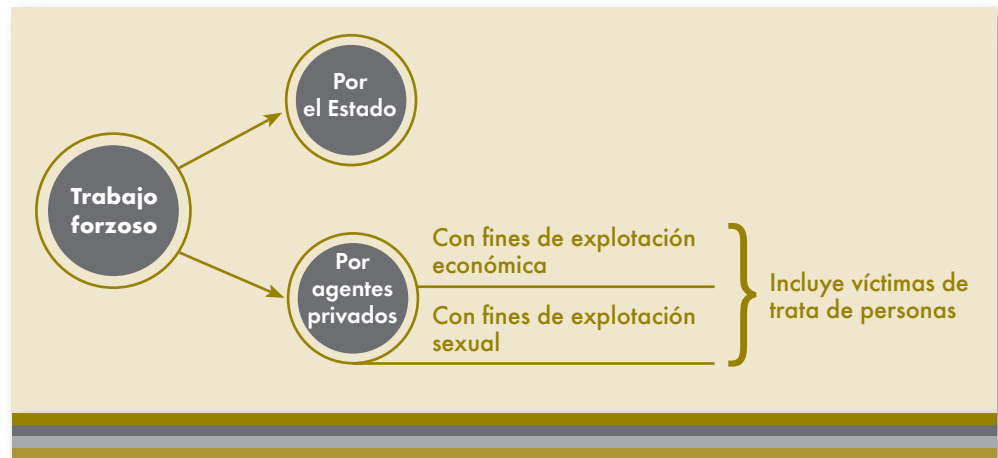 Por
el Estado
Trabajo
forzoso
Por
agentes
privados
Con fines de explotación
económica
Con fines de explotación
sexual
Incluye víctimas de
trata de personas